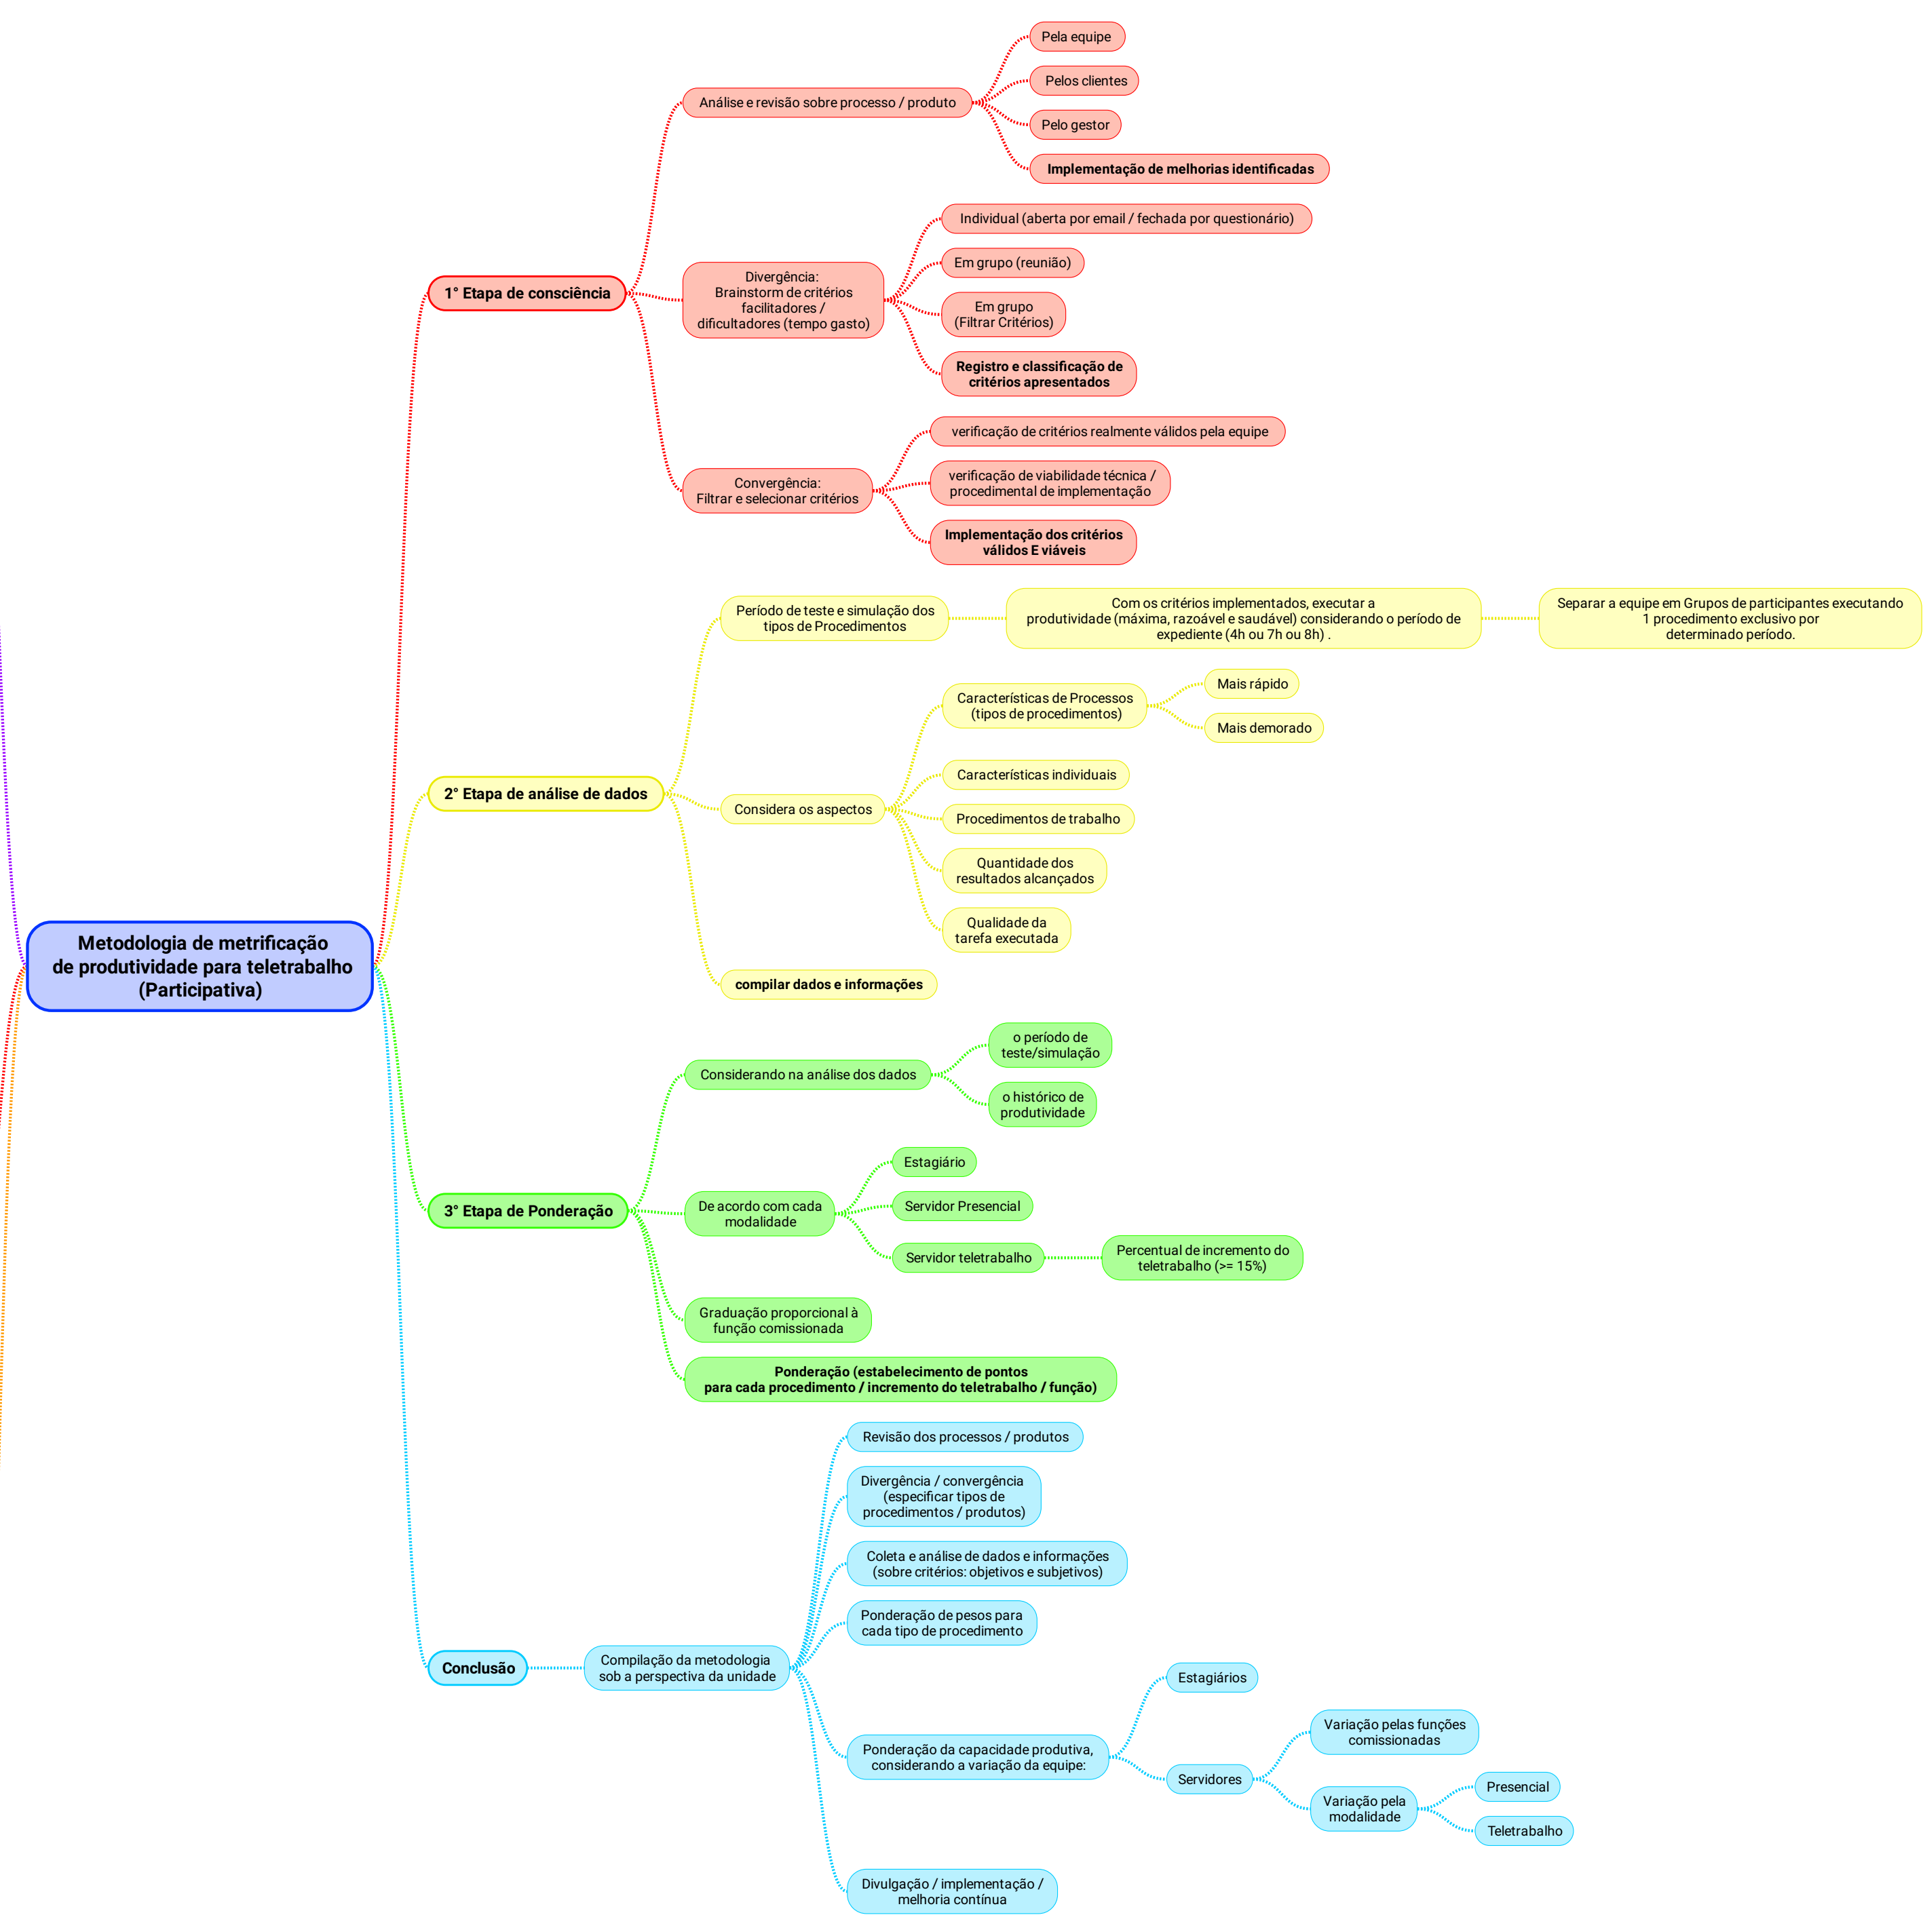 Metodologia de metrificação
de produtividade para teletrabalho
(Participativa)
1° Etapa de consciência
Análise e revisão sobre processo / produto
Pela equipe
Pelos clientes
Pelo gestor
Implementação de melhorias identificadas
Divergência:
Brainstorm de critérios
facilitadores /
dificultadores (tempo gasto)
Individual (aberta por email / fechada por questionário)
Em grupo (reunião)
Em grupo
(Filtrar Critérios)
Registro e classificação de
critérios apresentados
Convergência:
Filtrar e selecionar critérios
verificação de critérios realmente válidos pela equipe
verificação de viabilidade técnica /
procedimental de implementação
Implementação dos critérios
válidos E viáveis
2° Etapa de análise de dados
Período de teste e simulação dos
tipos de Procedimentos
Com os critérios implementados, executar a
produtividade (máxima, razoável e saudável) considerando o período de
expediente (4h ou 7h ou 8h) .
Separar a equipe em Grupos de participantes executando
1 procedimento exclusivo por
determinado período.
Considera os aspectos
Características de Processos
(tipos de procedimentos)
Mais rápido
Mais demorado
Características individuais
Procedimentos de trabalho
Quantidade dos
resultados alcançados
Qualidade da
tarefa executada
compilar dados e informações
3° Etapa de Ponderação
Considerando na análise dos dados
o período de
teste/simulação
o histórico de
produtividade
De acordo com cada
modalidade
Estagiário
Servidor Presencial
Servidor teletrabalho
Percentual de incremento do
teletrabalho (>= 15%)
Graduação proporcional à
função comissionada
Ponderação (estabelecimento de pontos
para cada procedimento / incremento do teletrabalho / função)
Conclusão
Compilação da metodologia
sob a perspectiva da unidade
Revisão dos processos / produtos
Divergência / convergência
(especificar tipos de
procedimentos / produtos)
Coleta e análise de dados e informações
(sobre critérios: objetivos e subjetivos)
Ponderação de pesos para
cada tipo de procedimento
Ponderação da capacidade produtiva,
considerando a variação da equipe:
Estagiários
Servidores
Variação pelas funções
comissionadas
Variação pela
modalidade
Presencial
Teletrabalho
Divulgação / implementação /
melhoria contínua